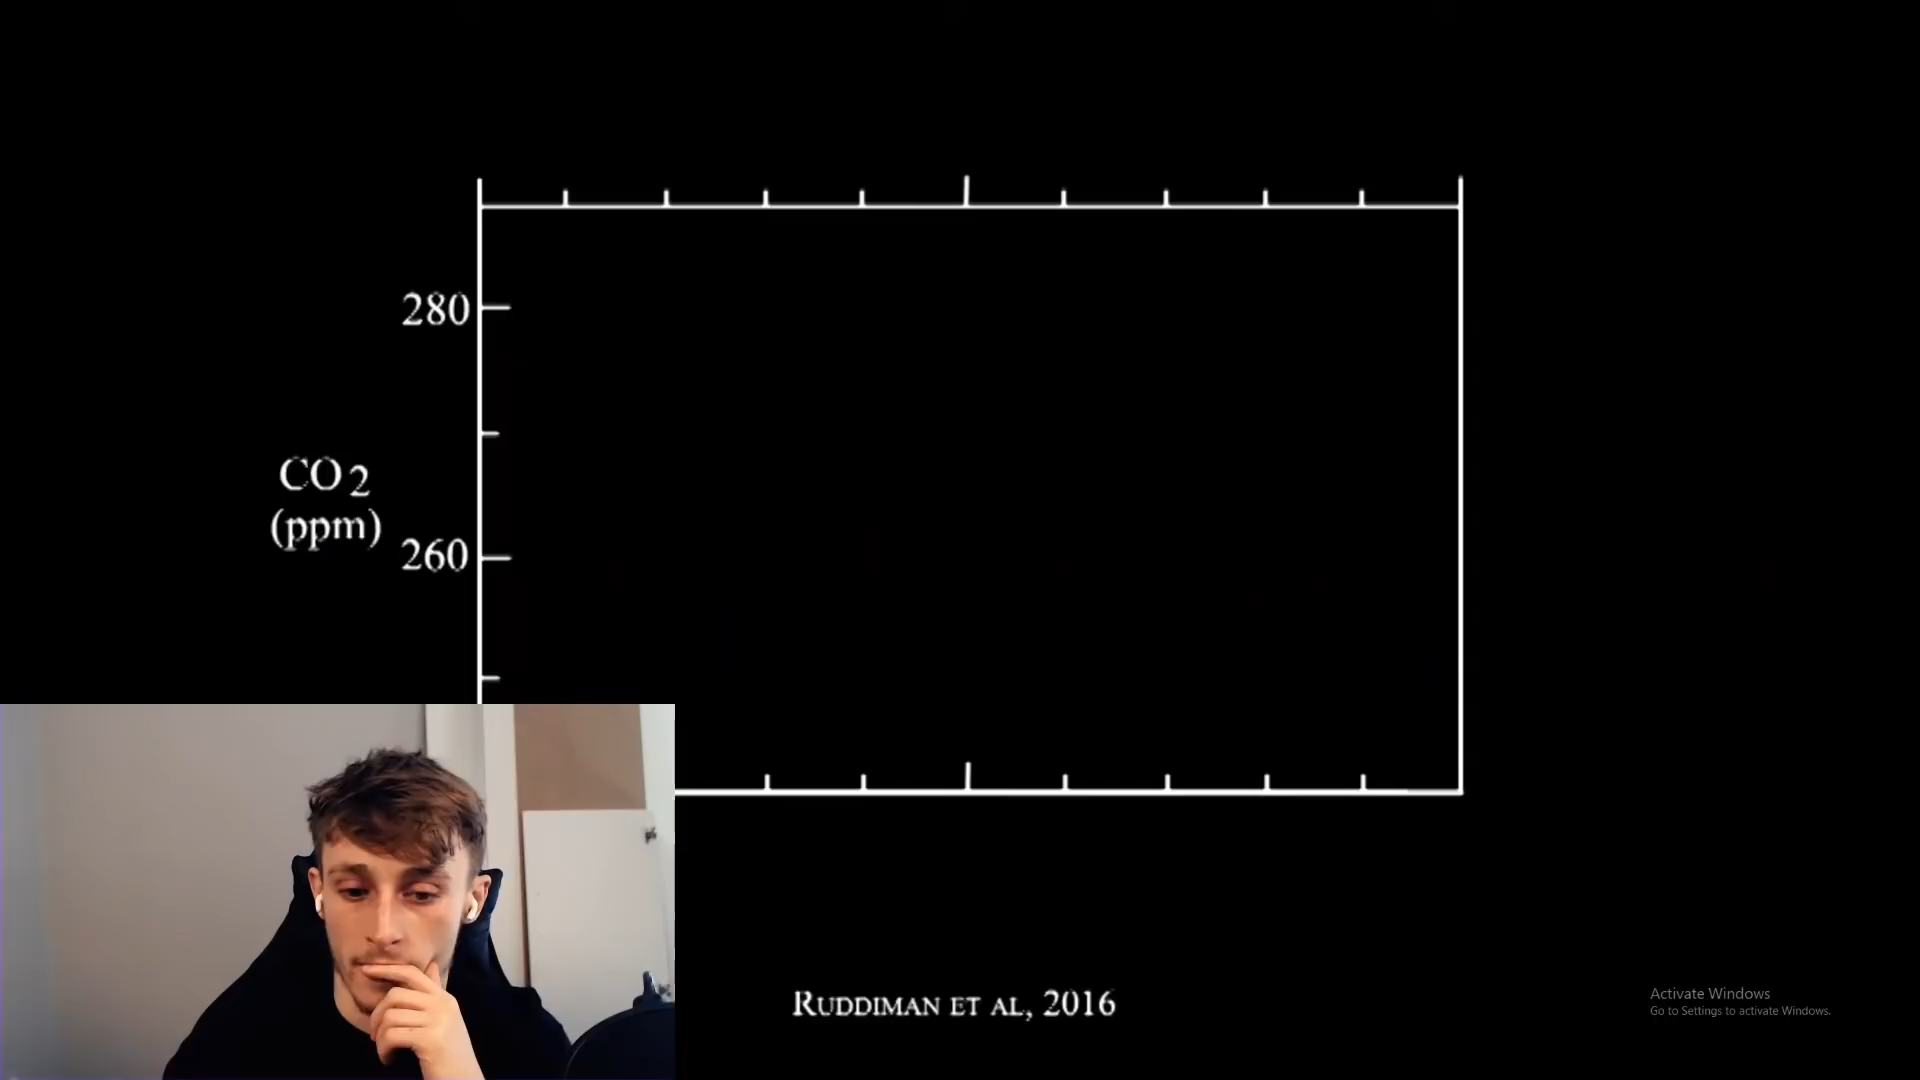 280
CO2
(ppm)
260
RUDDIMAN ET AL, 2016
Activate Windows
Go to Settings to activate Windows.